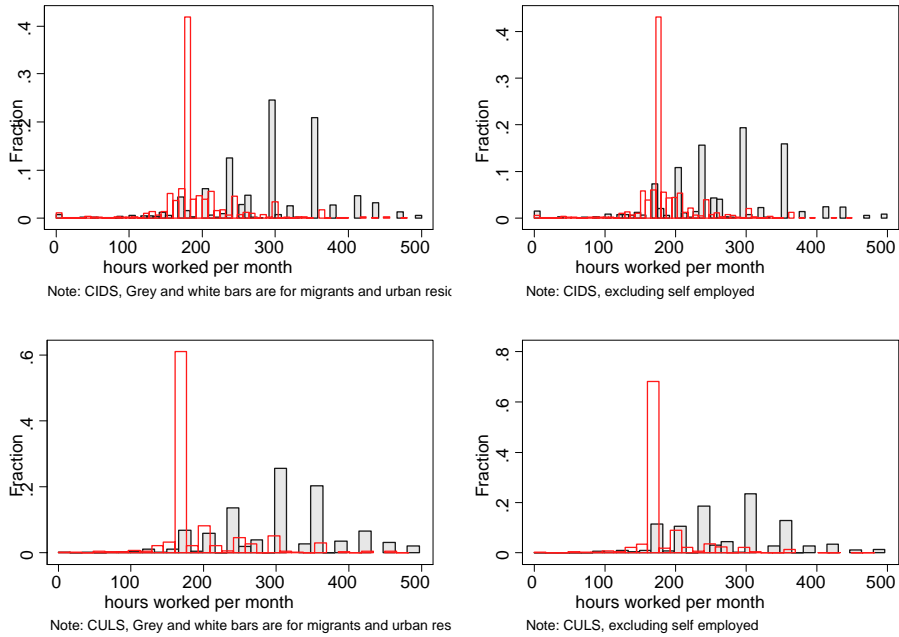 .4
.3
.2
.1
0
Fraction
0 100 200 300 400 500
hours worked per month
Note: CIDS, Grey and white bars are for migrants and urban resic
.4
.3
.2
.1
0
Fraction
0 100 200 300 400 500
hours worked per month
Note: CIDS, excluding self employed
.6
.4
.2
0
Fraction
0 100 200 300 400 500
hours worked per month
Note: CULS, Grey and white bars are for migrants and urban res
.8
.6
.4
.2
0
Fraction
0 100 200 300 400 500
hours worked per month
Note: CULS, excluding self employed